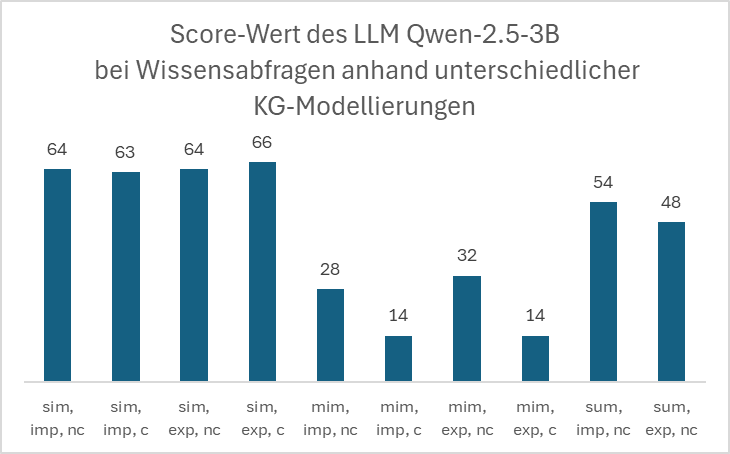 Score-Wert des LLM Qwen-2.5-3B
bei Wissensabfragen anhand unterschiedlicher
KG-Modellierungen
64
63
64
66
28
14
32
14
54
48
sim, imp, nc
sim, imp, c
sim, exp, nc
sim, exp, c
mim, imp, nc
mim, imp, c
mim, exp, nc
mim, exp, c
sum, imp, nc
sum, exp, nc